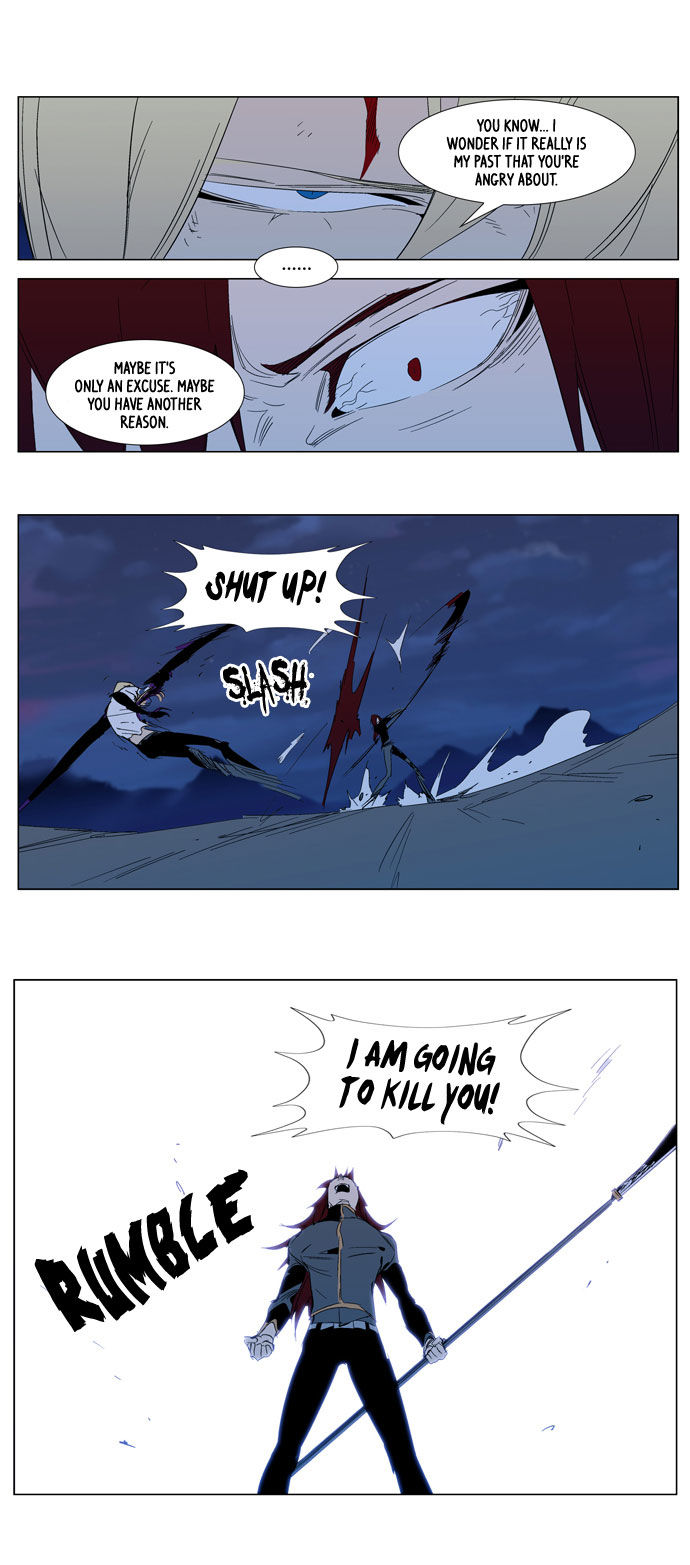 YOU KNOW... I
WONDER IF IT REALLY IS
MY PAST THAT YOU'RE
ANGRY ABOUT.
......
MAYBE IT'S
ONLY AN EXCUSE. MAYBE
YOU HAVE ANOTHER
REASON.
SHUT UP!
SLASH
I AM GOING
TO KILL YOU!
RUMBLE